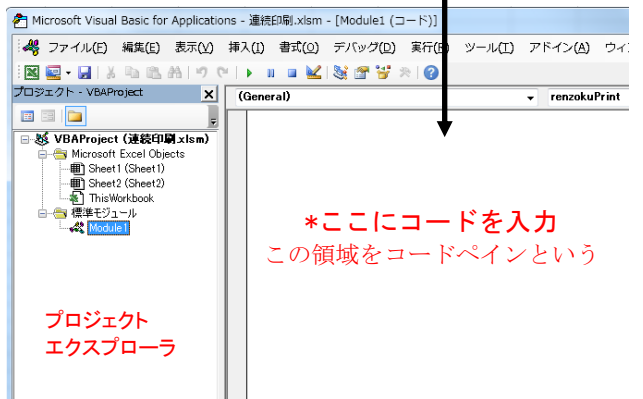 Microsoft Visual Basic for Applications - 連続印刷.xlsm - [Module1 (コード)]
ファイル(F) 編集(E) 表示(V) 挿入(I) 書式(O) デバッグ(D) 実行(R) ツール(T) アドイン(A)
プロジェクト - VBAProject
(General)
renzokuPrint
VBAProject (連続印刷.xlsm)
Microsoft Excel Objects
Sheet1 (Sheet1)
Sheet2 (Sheet2)
ThisWorkbook
標準モジュール
Module1
*ここにコードを入力
この領域をコードペインという
プロジェクト
エクスプローラ